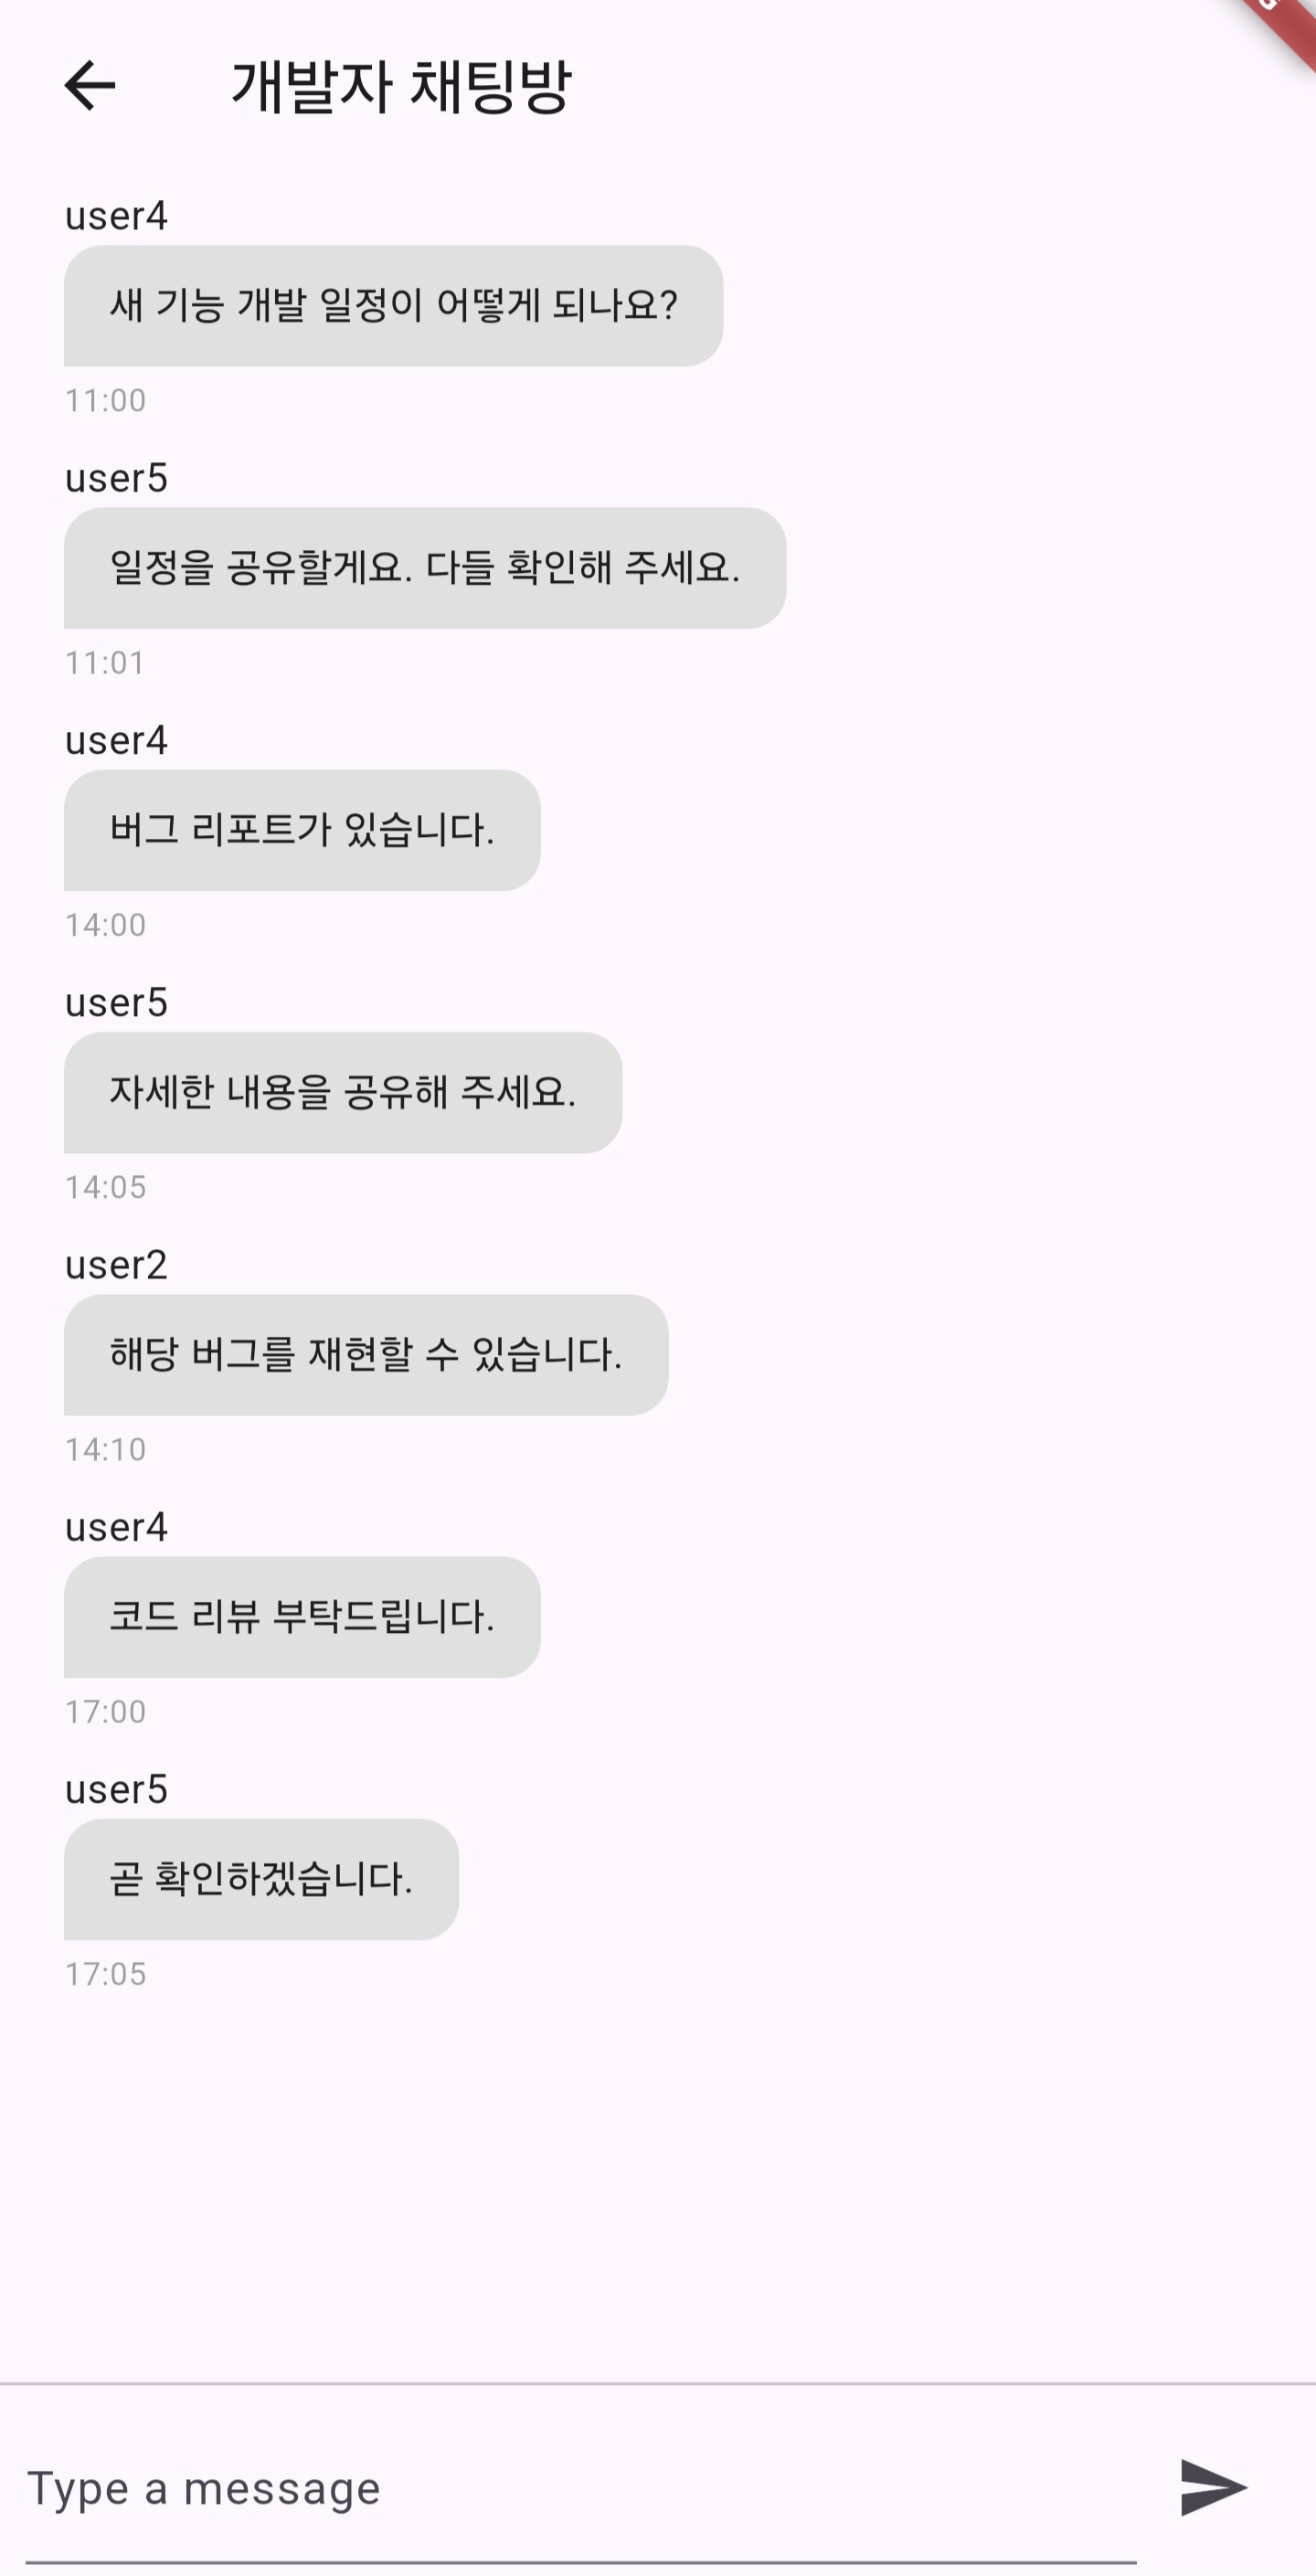 개발자 채팅방
user4
새 기능 개발 일정이 어떻게 되나요?
11:00
user5
일정을 공유할게요. 다들 확인해 주세요.
11:01
user4
버그 리포트가 있습니다.
14:00
user5
자세한 내용을 공유해 주세요.
14:05
user2
해당 버그를 재현할 수 있습니다.
14:10
user4
코드 리뷰 부탁드립니다.
17:00
user5
곧 확인하겠습니다.
17:05
Type a message